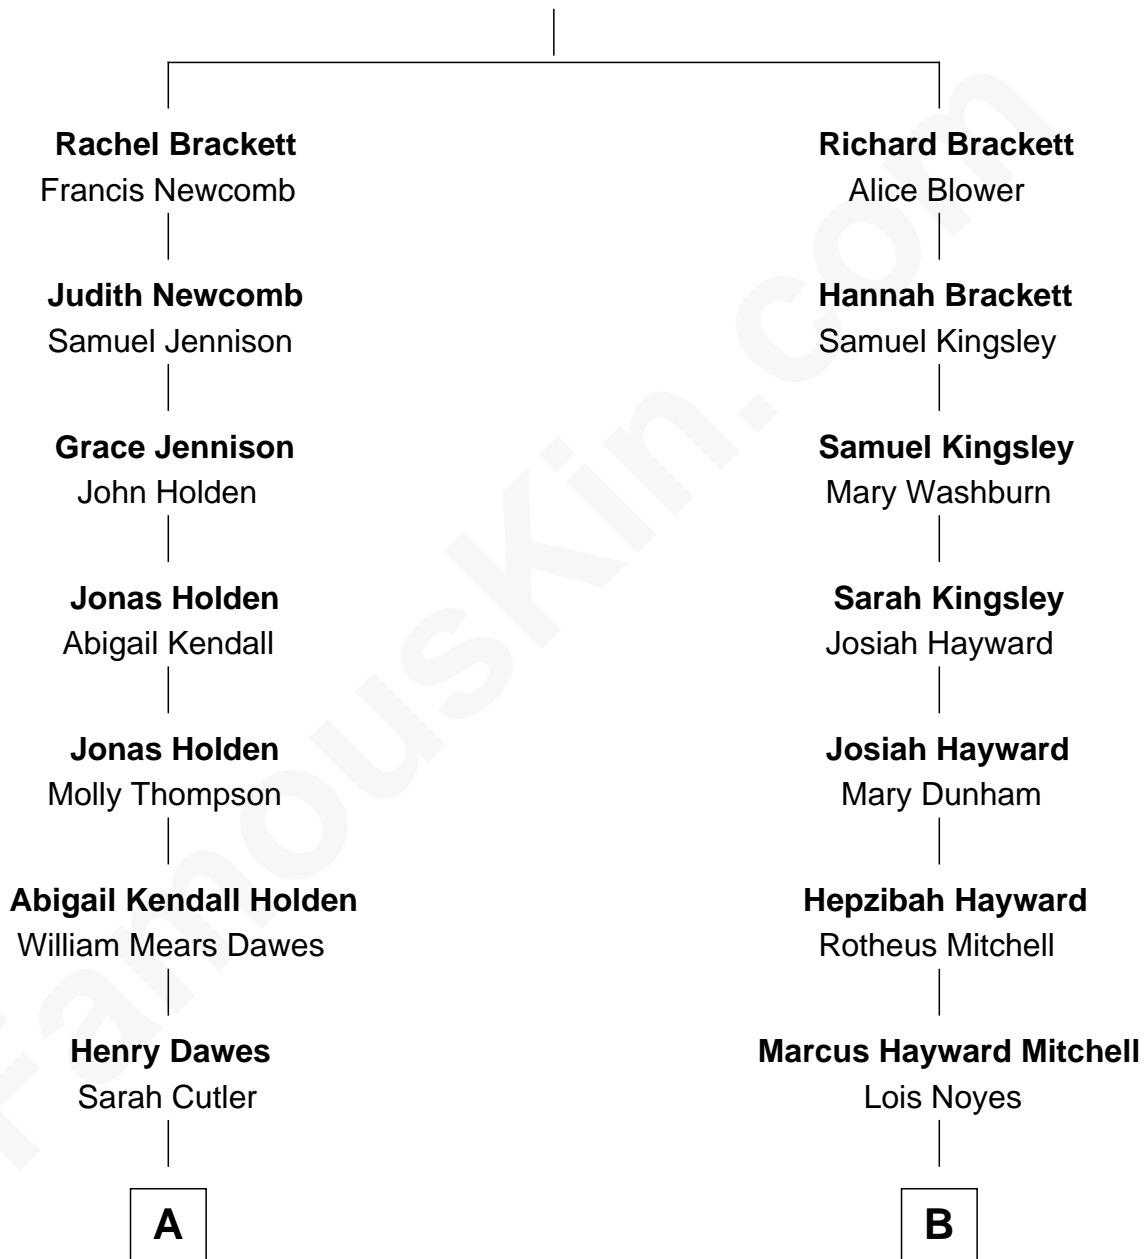 Rachel Brackett
Francis Newcomb
Judith Newcomb
Samuel Jennison
Grace Jennison
John Holden
Jonas Holden
Abigail Kendall
Jonas Holden
Molly Thompson
Abigail Kendall Holden
William Mears Dawes
Henry Dawes
Sarah Cutler
A
Richard Brackett
Alice Blower
Hannah Brackett
Samuel Kingsley
Samuel Kingsley
Mary Washburn
Sarah Kingsley
Josiah Hayward
Josiah Hayward
Mary Dunham
Hepzibah Hayward
Rotheus Mitchell
Marcus Hayward Mitchell
Lois Noyes
B
FamousKin.com